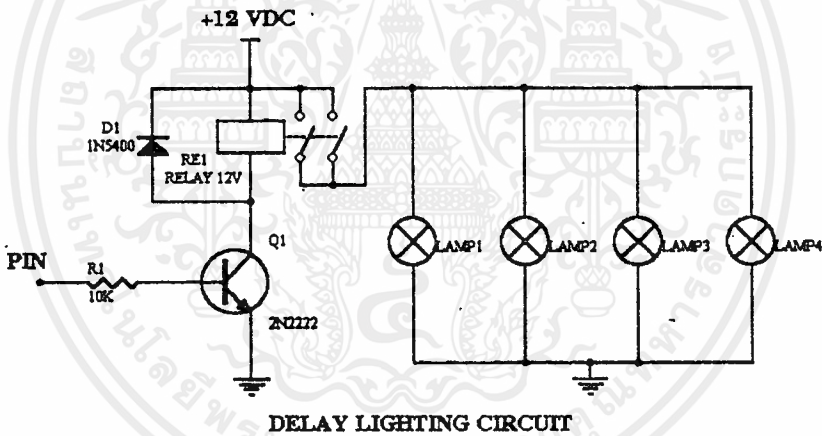 +12 VDC
D1
1N5400
RE1
RELAY 12V
Q1
PIN
R1
10K
2N2222
LAMP1
LAMP2
LAMP3
LAMP4
DELAY LIGHTING CIRCUIT